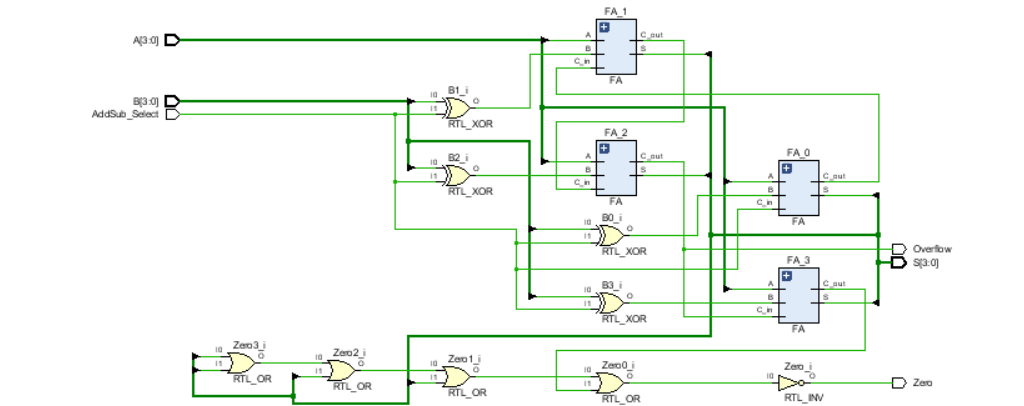 FA_1
A[3:0]
A
B
C_in
C_out
S
FA
B[3:0]
AddSub_Select
B1_i
I0
I1
O
RTL_XOR
FA_2
A
B
C_in
C_out
S
FA
B2_i
I0
I1
O
RTL_XOR
FA_0
A
B
C_in
C_out
S
FA
B0_i
I0
I1
O
RTL_XOR
Overflow
S[3:0]
FA_3
A
B
C_in
C_out
S
FA
B3_i
I0
I1
O
RTL_XOR
Zero3_i
I0
I1
O
RTL_OR
Zero2_i
I0
I1
O
RTL_OR
Zero1_i
I0
I1
O
RTL_OR
Zero0_i
I0
I1
O
RTL_OR
Zero_i
I0
O
RTL_INV
Zero